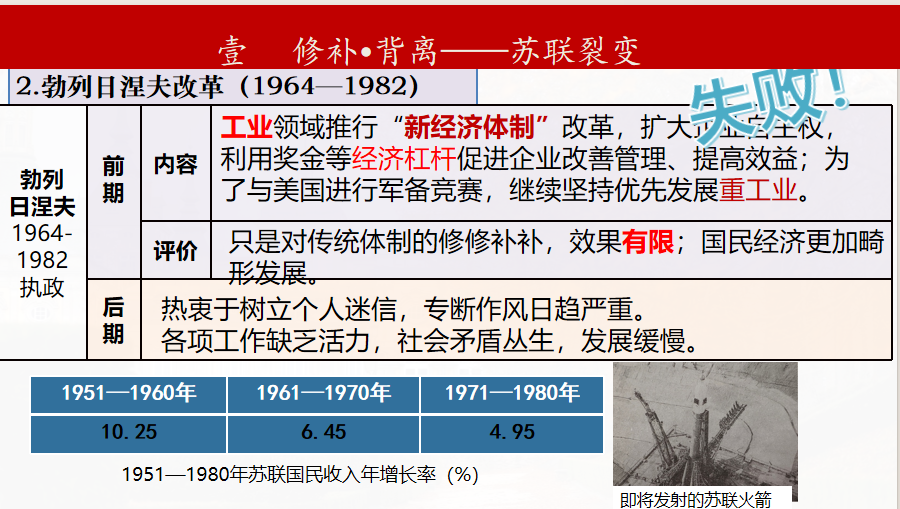 壹 修补•背离——苏联裂变
2.勃列日涅夫改革（1964—1982）
失败！
勃列
日涅夫
1964-
1982
执政
前
期
内容
工业领域推行“新经济体制”改革，扩大企业自主权，
利用奖金等经济杠杆促进企业改善管理、提高效益；为
了与美国进行军备竞赛，继续坚持优先发展重工业。
评价
只是对传统体制的修修补补，效果有限；国民经济更加畸
形发展。
后
期
热衷于树立个人迷信，专断作风日趋严重。
各项工作缺乏活力，社会矛盾丛生，发展缓慢。
1951—1960年 1961—1970年 1971—1980年
10.25 6.45 4.95
1951—1980年苏联国民收入年增长率（%）
即将发射的苏联火箭